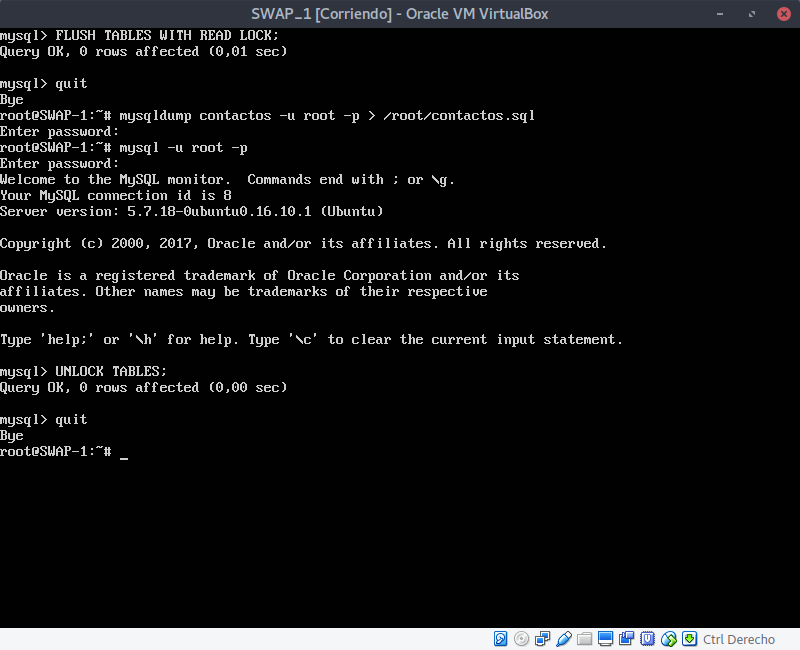 SWAP_1 [Corriendo] - Oracle VM VirtualBox
mysql> FLUSH TABLES WITH READ LOCK;
Query OK, 0 rows affected (0,01 sec)
mysql> quit
Bye
root@SWAP-1:~# mysqldump contactos -u root -p > /root/contactos.sql
Enter password:
root@SWAP-1:~# mysql -u root -p
Enter password:
Welcome to the MySQL monitor.  Commands end with ; or \g.
Your MySQL connection id is 8
Server version: 5.7.18-0ubuntu0.16.10.1 (Ubuntu)
Copyright (c) 2000, 2017, Oracle and/or its affiliates. All rights reserved.
Oracle is a registered trademark of Oracle Corporation and/or its
affiliates. Other names may be trademarks of their respective
owners.
Type 'help;' or '\h' for help. Type '\c' to clear the current input statement.
mysql> UNLOCK TABLES;
Query OK, 0 rows affected (0,00 sec)
mysql> quit
Bye
root@SWAP-1:~# _
Ctrl Derecho